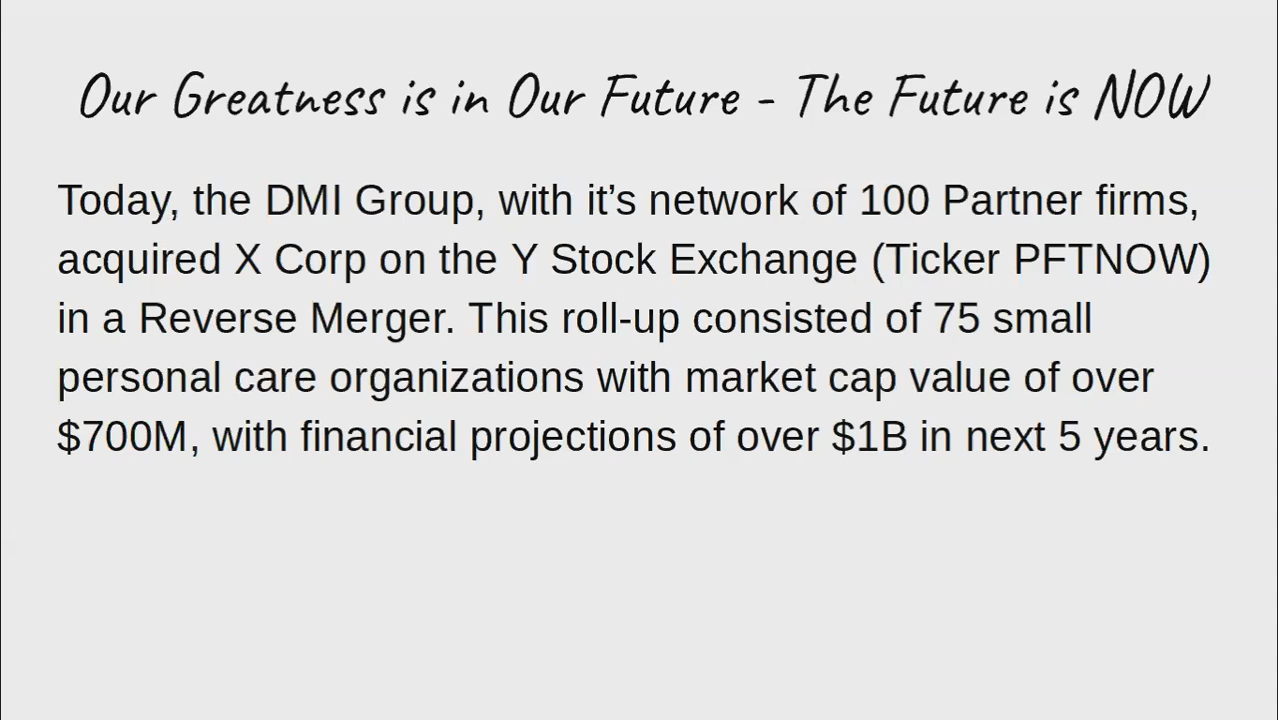 Our Greatness is in Our Future - The Future is NOW
Today, the DMI Group, with it’s network of 100 Partner firms,
acquired X Corp on the Y Stock Exchange (Ticker PFTNOW)
in a Reverse Merger. This roll-up consisted of 75 small
personal care organizations with market cap value of over
$700M, with financial projections of over $1B in next 5 years.